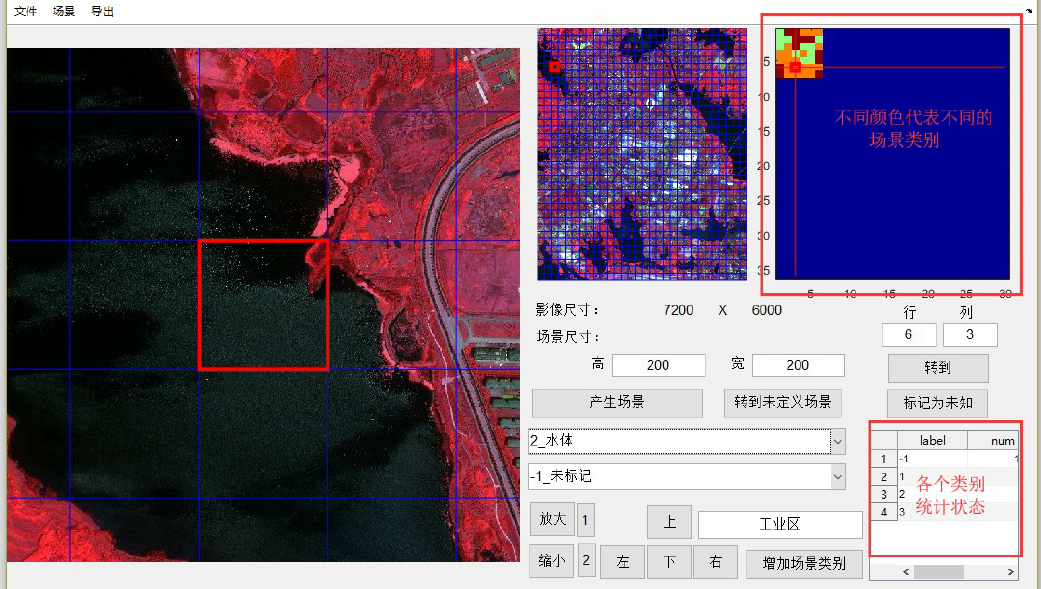 文件 场景 导出
5
10
15
20
25
30
35
5 10 15 20 25 30
不同颜色代表不同的
场景类别
影像尺寸： 7200 X 6000
场景尺寸：
高 200 宽 200
行 列
6 3
转到
产生场景 转到未定义场景 标记为未知
2_水体
-1_未标记
放大 1 上 工业区
缩小 2 左 下 右 增加场景类别
label num
1 -1 1
2 1
3 2
4 3
各个类别
统计状态